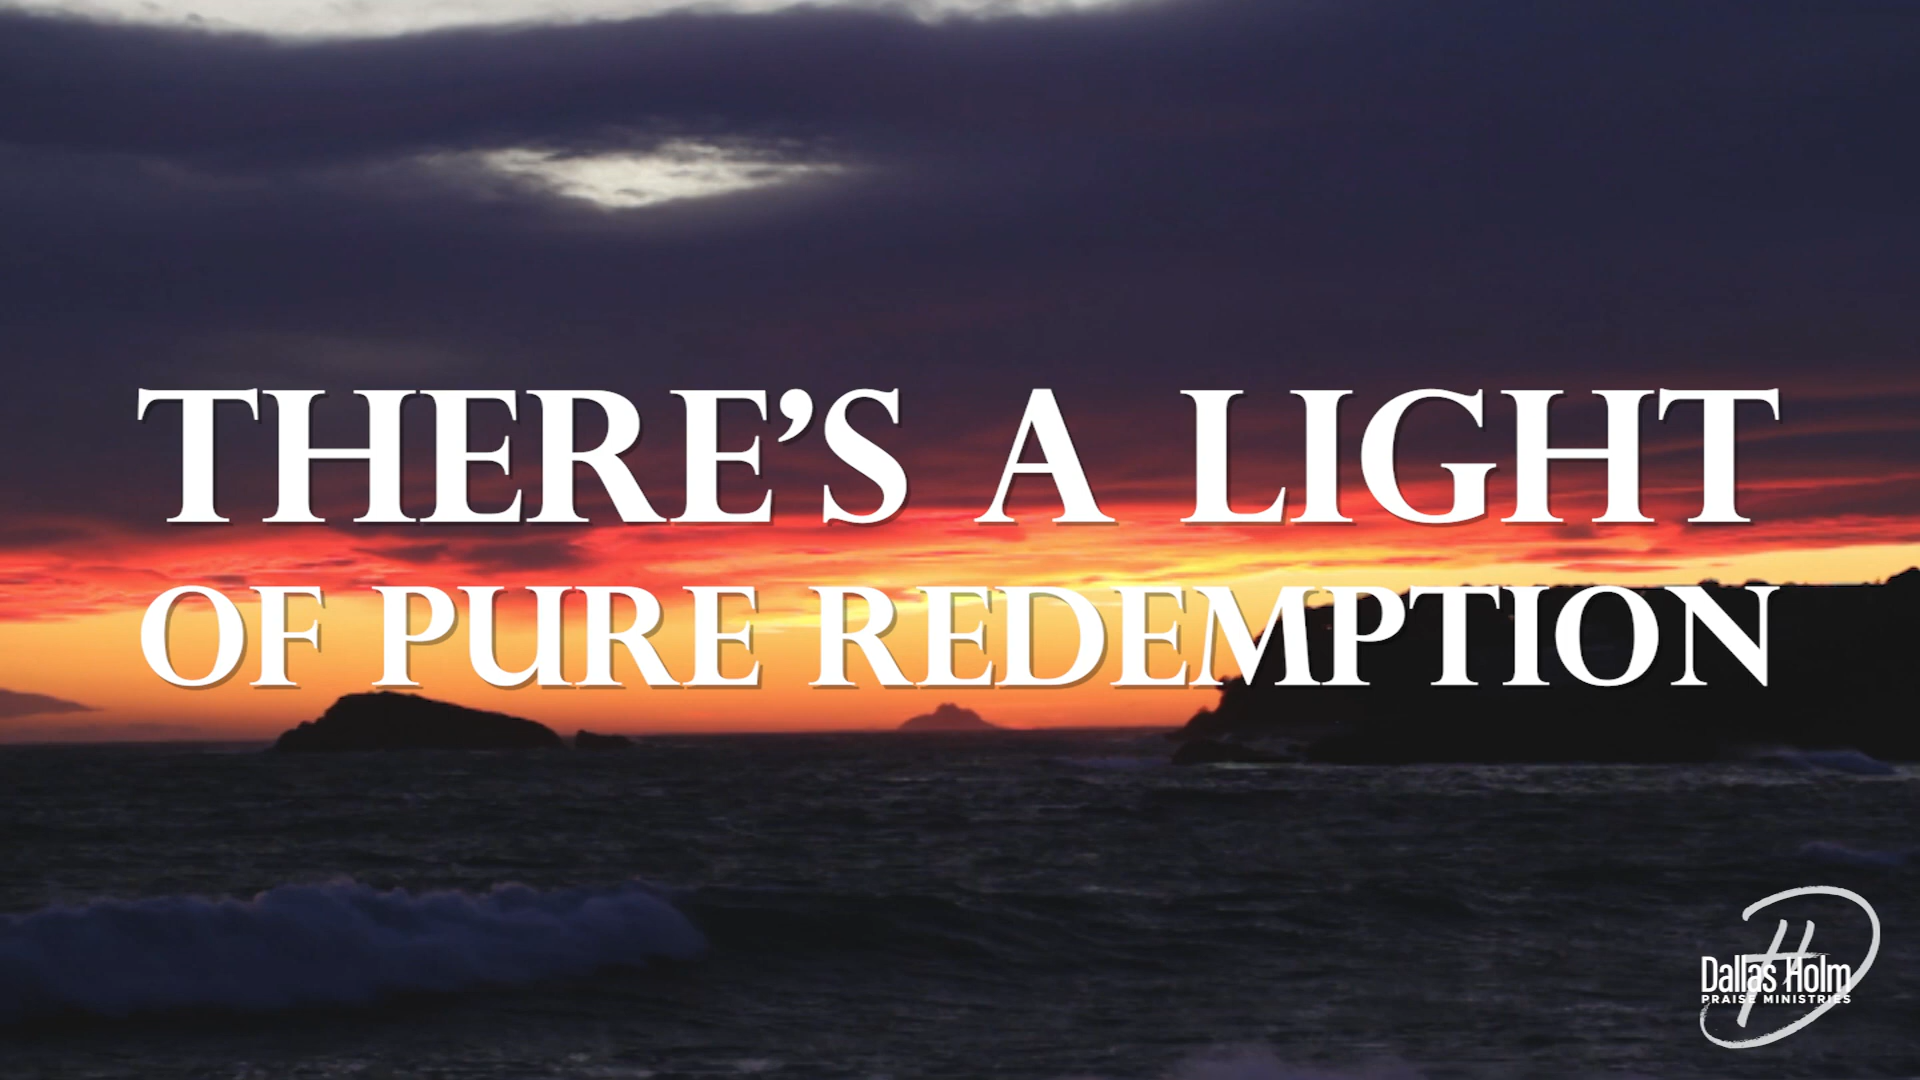 THERE'S A LIGHT
OF PURE REDEMPTION
Dallas Holm
PRAISE MINISTRIES